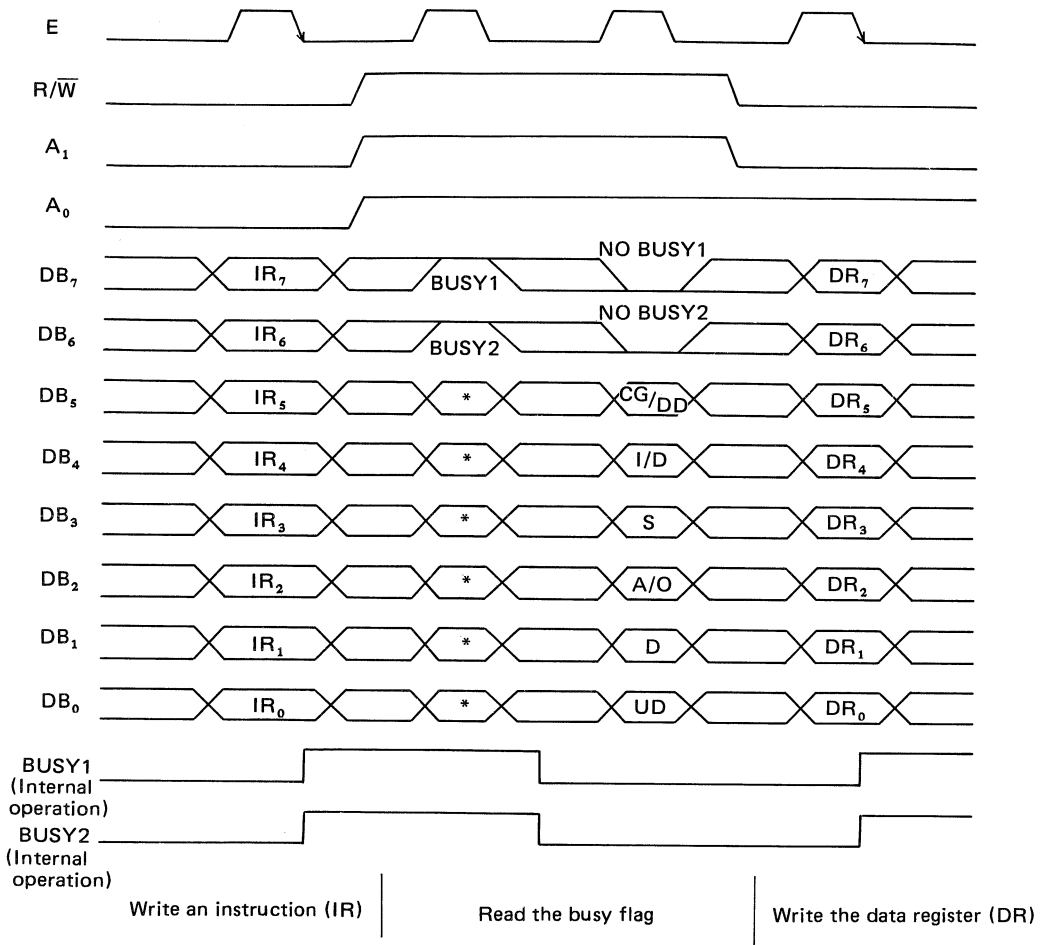 E
R/W̅
A₁
A₀
DB₇ IR₇ BUSY1 NO BUSY1 DR₇
DB₆ IR₆ BUSY2 NO BUSY2 DR₆
DB₅ IR₅ * CG/DD DR₅
DB₄ IR₄ * I/D DR₄
DB₃ IR₃ * S DR₃
DB₂ IR₂ * A/O DR₂
DB₁ IR₁ * D DR₁
DB₀ IR₀ * UD DR₀
BUSY1
(Internal
operation)
BUSY2
(Internal
operation)
Write an instruction (IR) Read the busy flag Write the data register (DR)